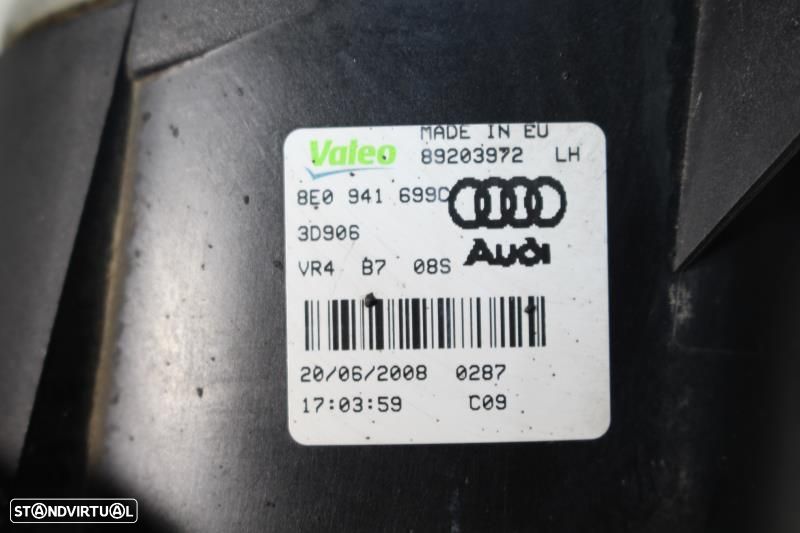 Valeo MADE IN EU
89203972 LH
8E0 941 699C
3D906 Audi
VR4 B7 08S
20/06/2008 0287
17:03:59 C09
STANDVIRTUAL